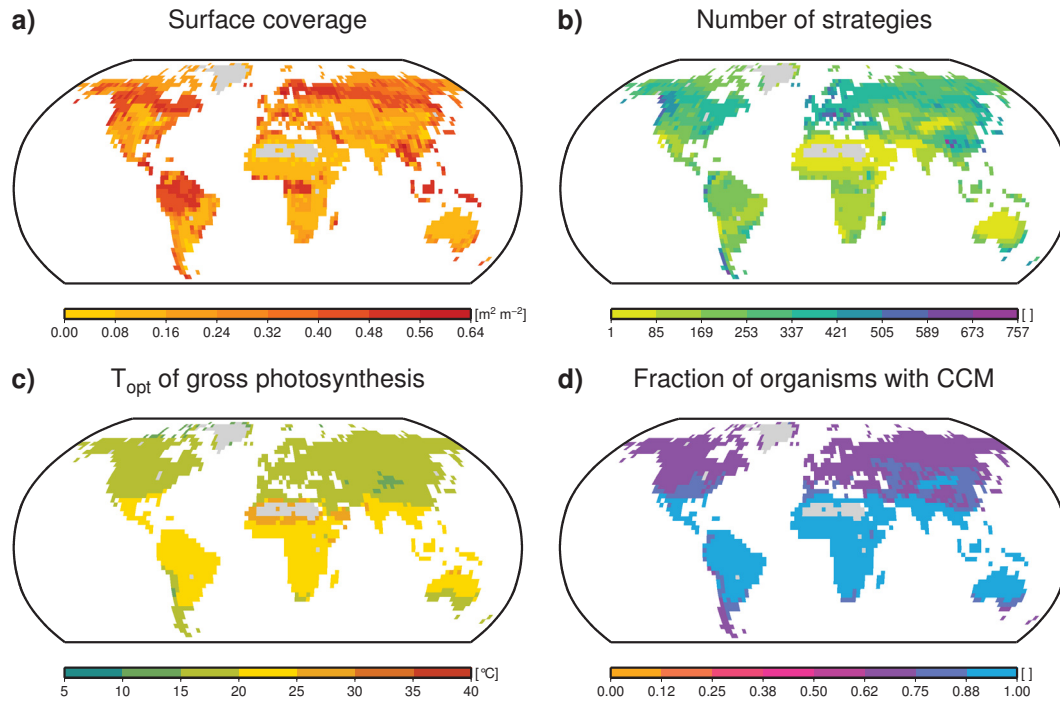 a) Surface coverage
b) Number of strategies
[m² m⁻²]
0.00 0.08 0.16 0.24 0.32 0.40 0.48 0.56 0.64
[ ]
1 85 169 253 337 421 505 589 673 757
c) T_opt of gross photosynthesis
d) Fraction of organisms with CCM
[°C]
5 10 15 20 25 30 35 40
[ ]
0.00 0.12 0.25 0.38 0.50 0.62 0.75 0.88 1.00